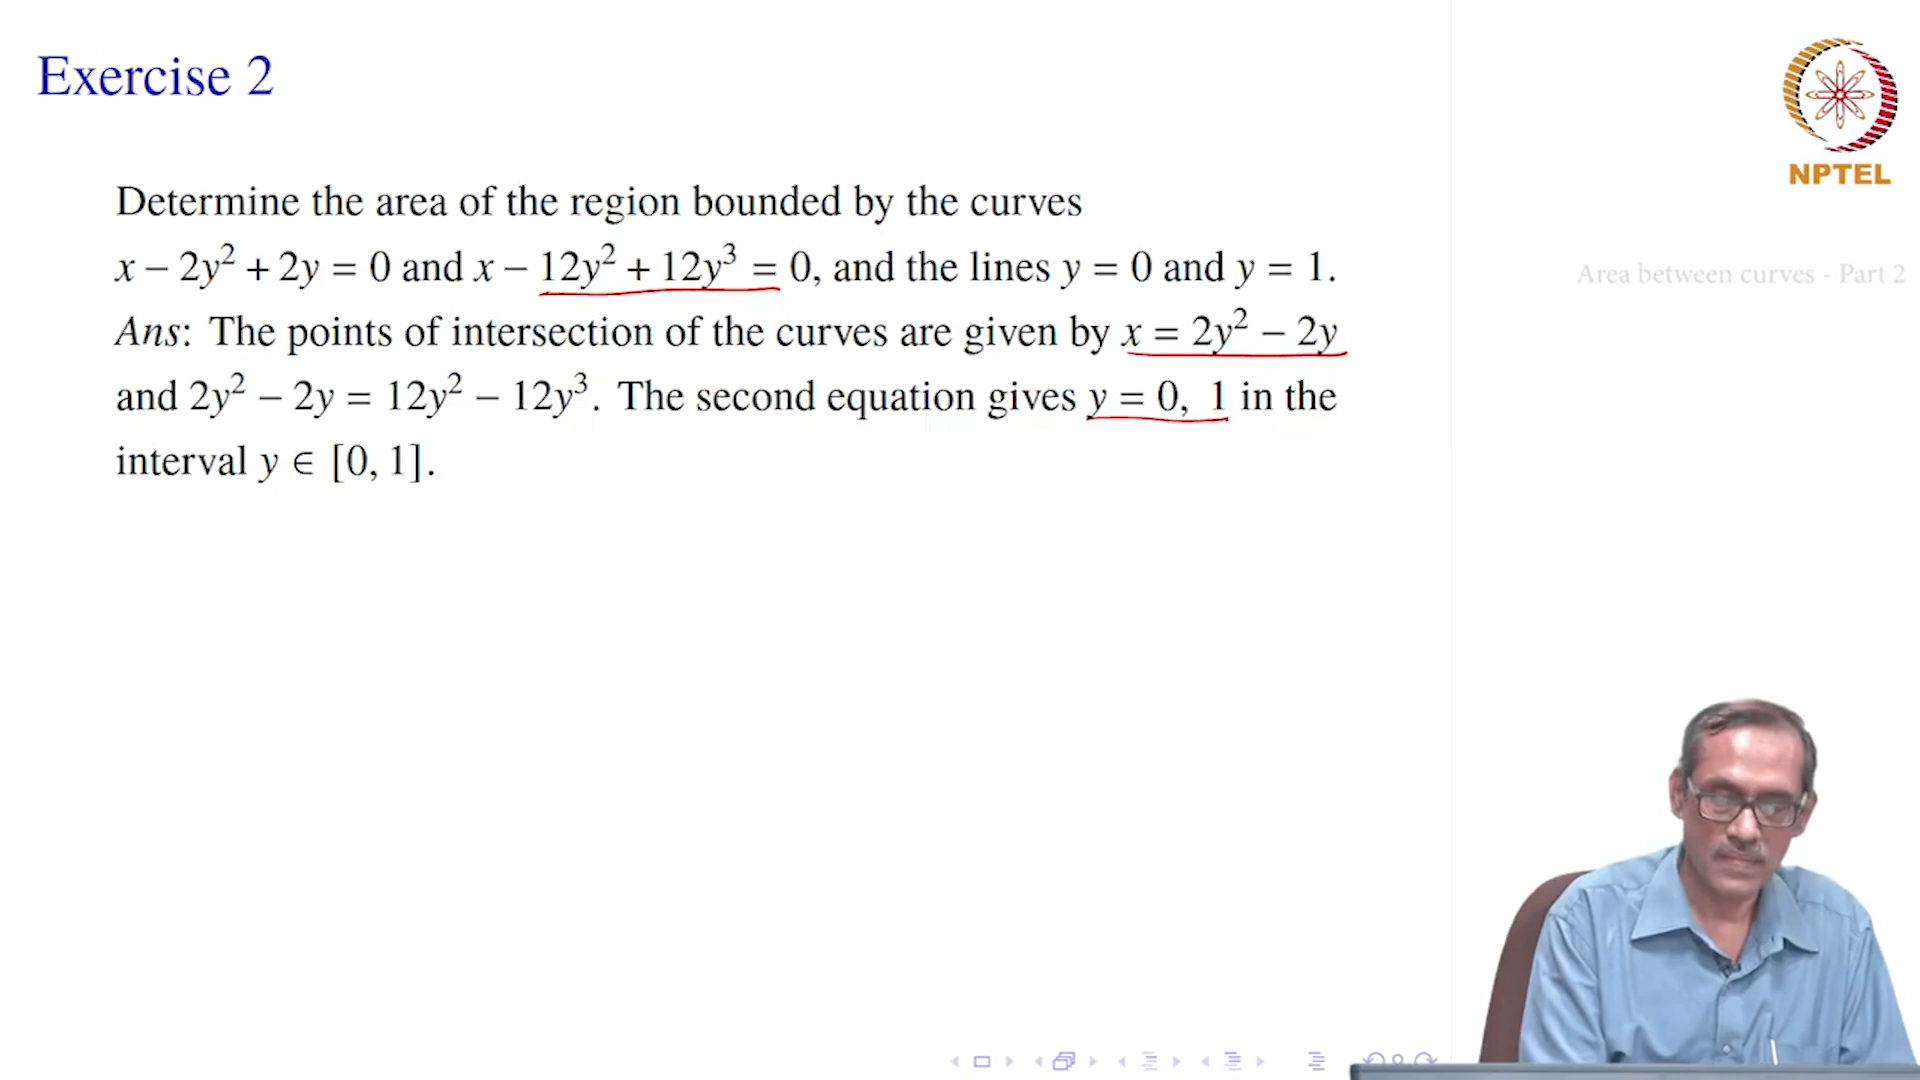 Exercise 2
NPTEL
Determine the area of the region bounded by the curves
x − 2y² + 2y = 0 and x − 12y² + 12y³ = 0, and the lines y = 0 and y = 1.
Area between curves - Part 2
Ans: The points of intersection of the curves are given by x = 2y² − 2y
and 2y² − 2y = 12y² − 12y³. The second equation gives y = 0, 1 in the
interval y ∈ [0, 1].